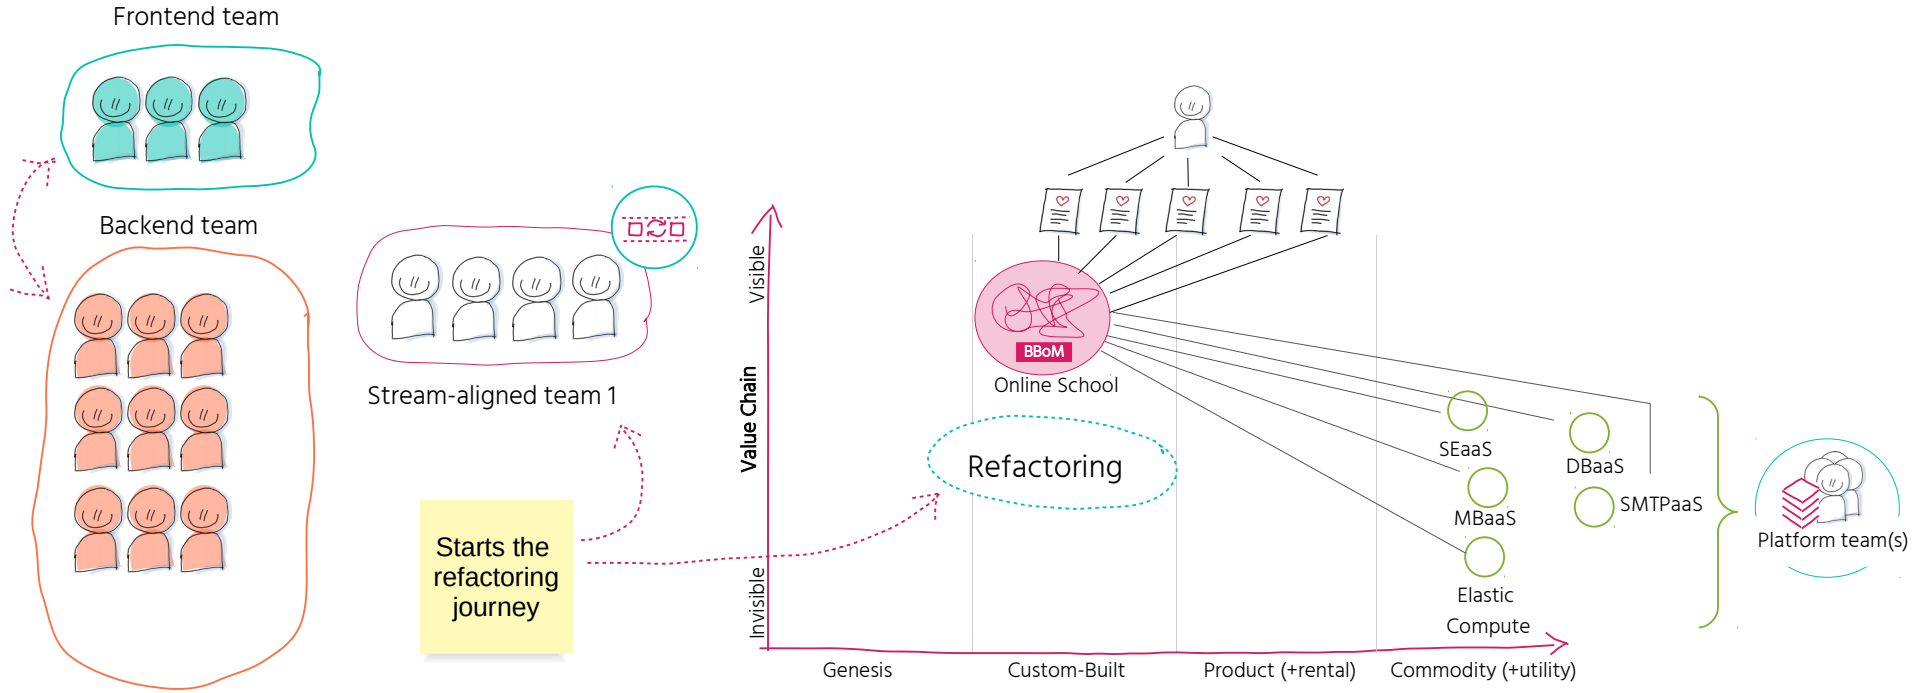 Frontend team
Backend team
Stream-aligned team 1
Starts the
refactoring
journey
Value Chain
Visible
Invisible
BBoM
Online School
Refactoring
SEaaS
DBaaS
MBaaS
SMTPaaS
Elastic
Compute
Platform team(s)
Genesis
Custom-Built
Product (+rental)
Commodity (+utility)